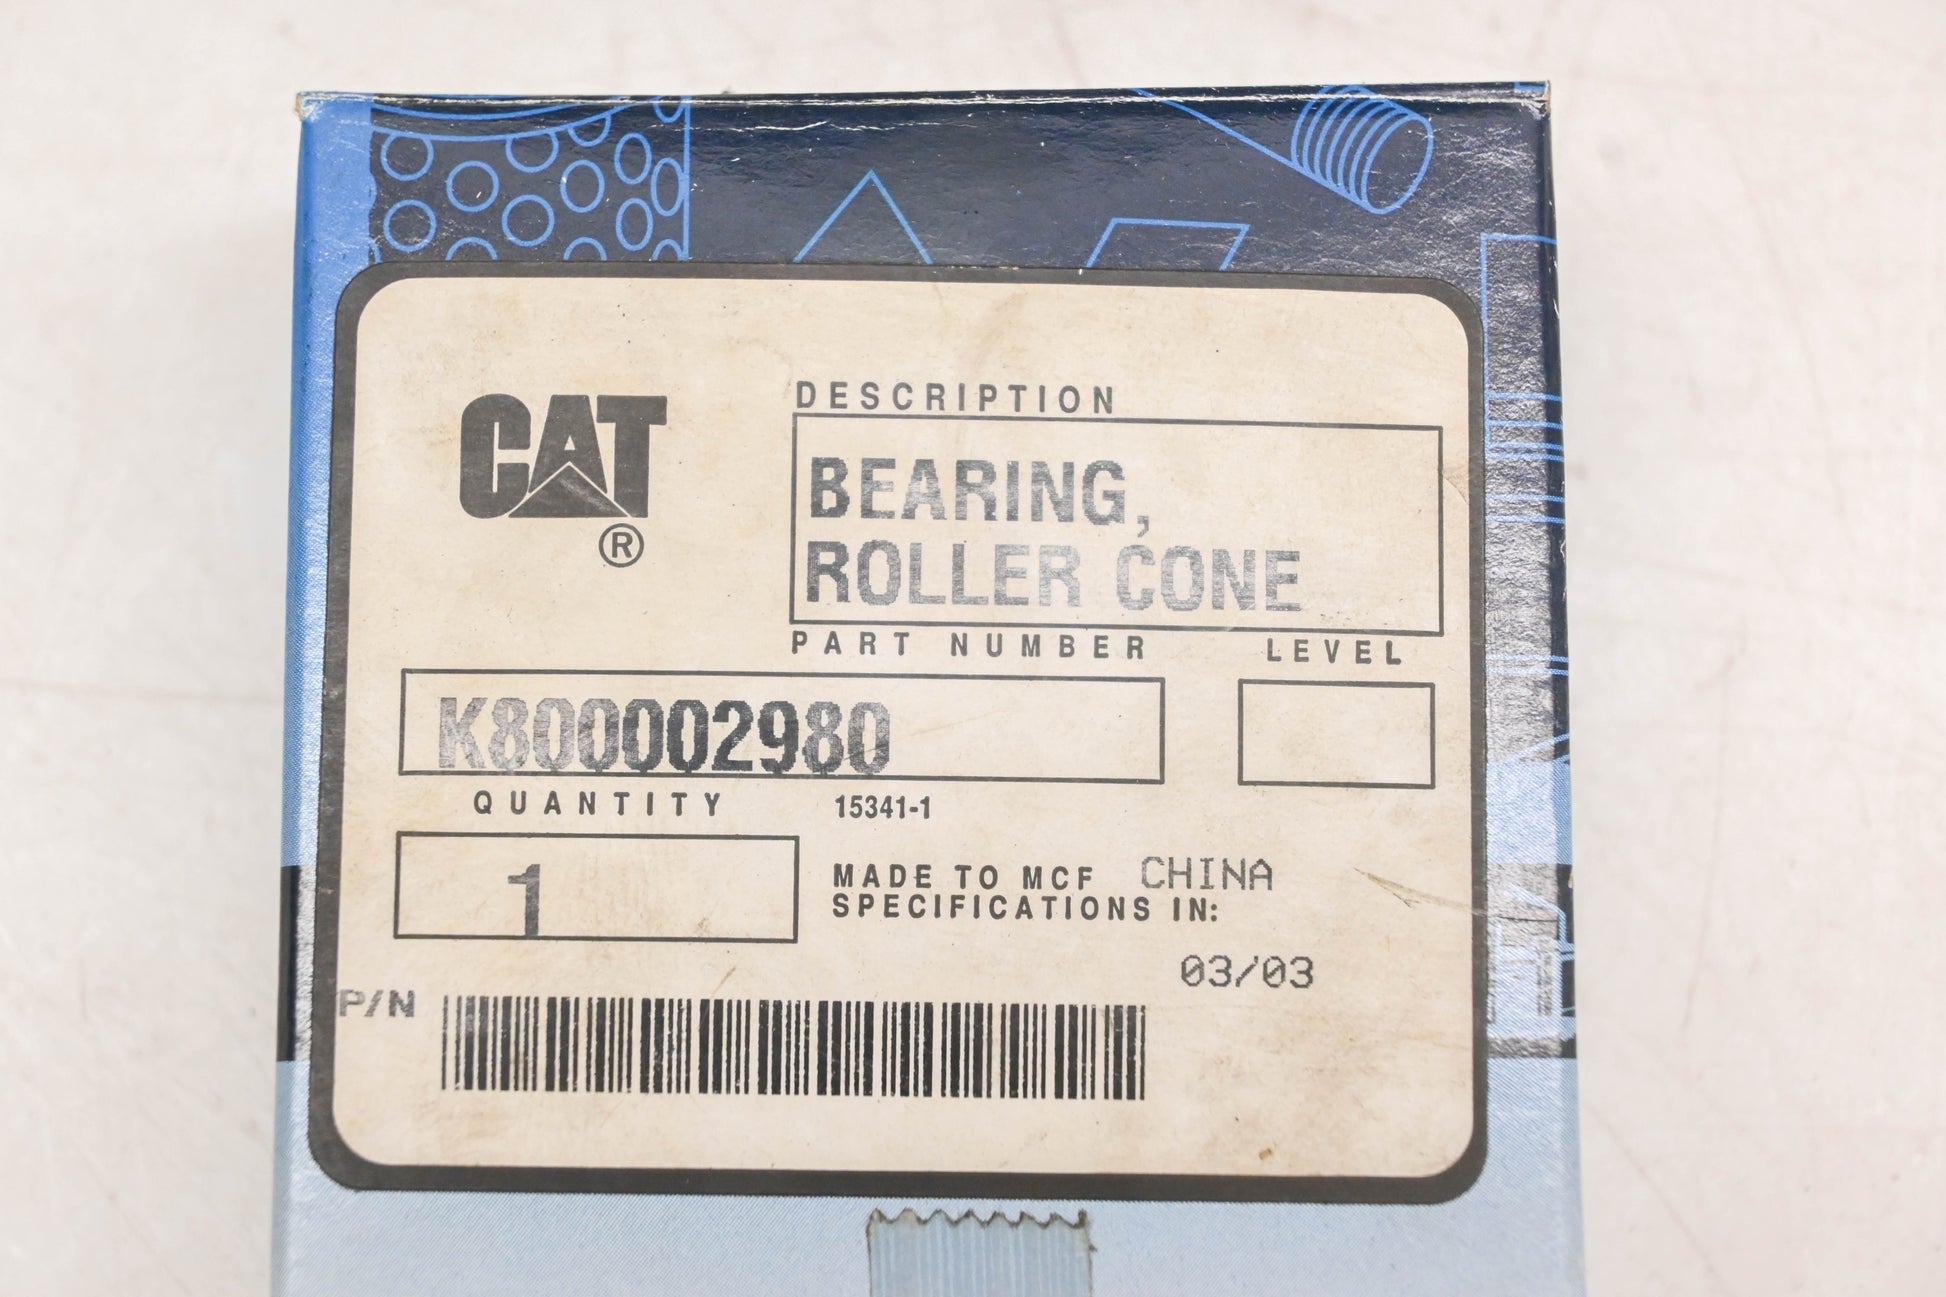 CAT
®
DESCRIPTION
BEARING,
ROLLER CONE
PART NUMBER LEVEL
K800002980
QUANTITY 15341-1
1
MADE TO MCF CHINA
SPECIFICATIONS IN:
03/03
P/N